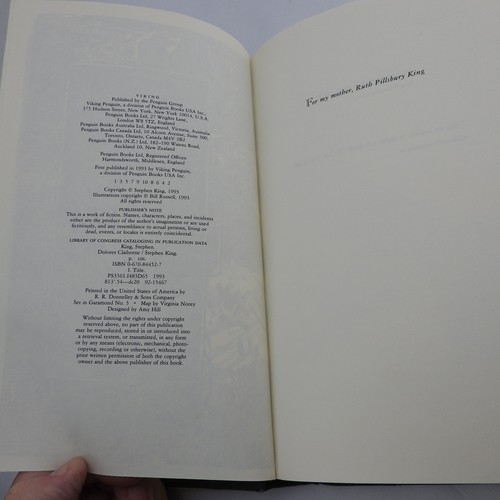 VIKING
Published by the Penguin Group
Viking Penguin, a division of Penguin Books USA Inc.,
375 Hudson Street, New York, New York 10014, U.S.A.
Penguin Books Ltd, 27 Wrights Lane,
London W8 5TZ, England
Penguin Books Australia Ltd, Ringwood, Victoria, Australia
Penguin Books Canada Ltd, 10 Alcorn Avenue, Suite 300,
Toronto, Ontario, Canada M4V 3B2
Penguin Books (N.Z.) Ltd, 182–190 Wairau Road,
Auckland 10, New Zealand
Penguin Books Ltd, Registered Offices:
Harmondsworth, Middlesex, England
First published in 1993 by Viking Penguin,
a division of Penguin Books USA Inc.
1 3 5 7 9 10 8 6 4 2
Copyright © Stephen King, 1993
Illustrations copyright © Bill Russell, 1993
All rights reserved
PUBLISHER'S NOTE
This is a work of fiction. Names, characters, places, and incidents
either are the product of the author's imagination or are used
fictitiously, and any resemblance to actual persons, living or
dead, events, or locales is entirely coincidental.
LIBRARY OF CONGRESS CATALOGING IN PUBLICATION DATA
King, Stephen.
Dolores Claiborne / Stephen King.
p. cm.
ISBN 0-670-84452-7
I. Title.
PS3561.I483D65 1993
813'.54—dc20 92-15467
Printed in the United States of America by
R. R. Donnelley & Sons Company
Set in Garamond No. 3 • Map by Virginia Norey
Designed by Amy Hill
Without limiting the rights under copyright
reserved above, no part of this publication
may be reproduced, stored in or introduced into
a retrieval system, or transmitted, in any form
or by any means (electronic, mechanical, photo-
copying, recording or otherwise), without the
prior written permission of both the copyright
owner and the above publisher of this book.
For my mother, Ruth Pillsbury King